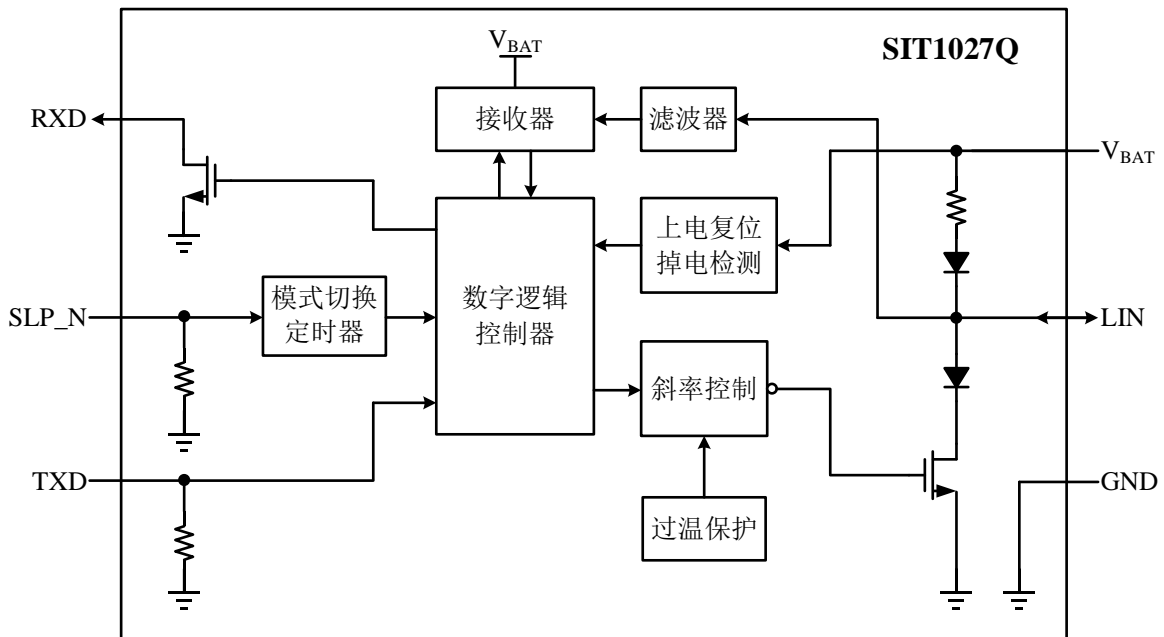 V_BAT
SIT1027Q
RXD
接收器
滤波器
V_BAT
上电复位
掉电检测
模式切换
定时器
数字逻辑
控制器
SLP_N
LIN
斜率控制
TXD
GND
过温保护